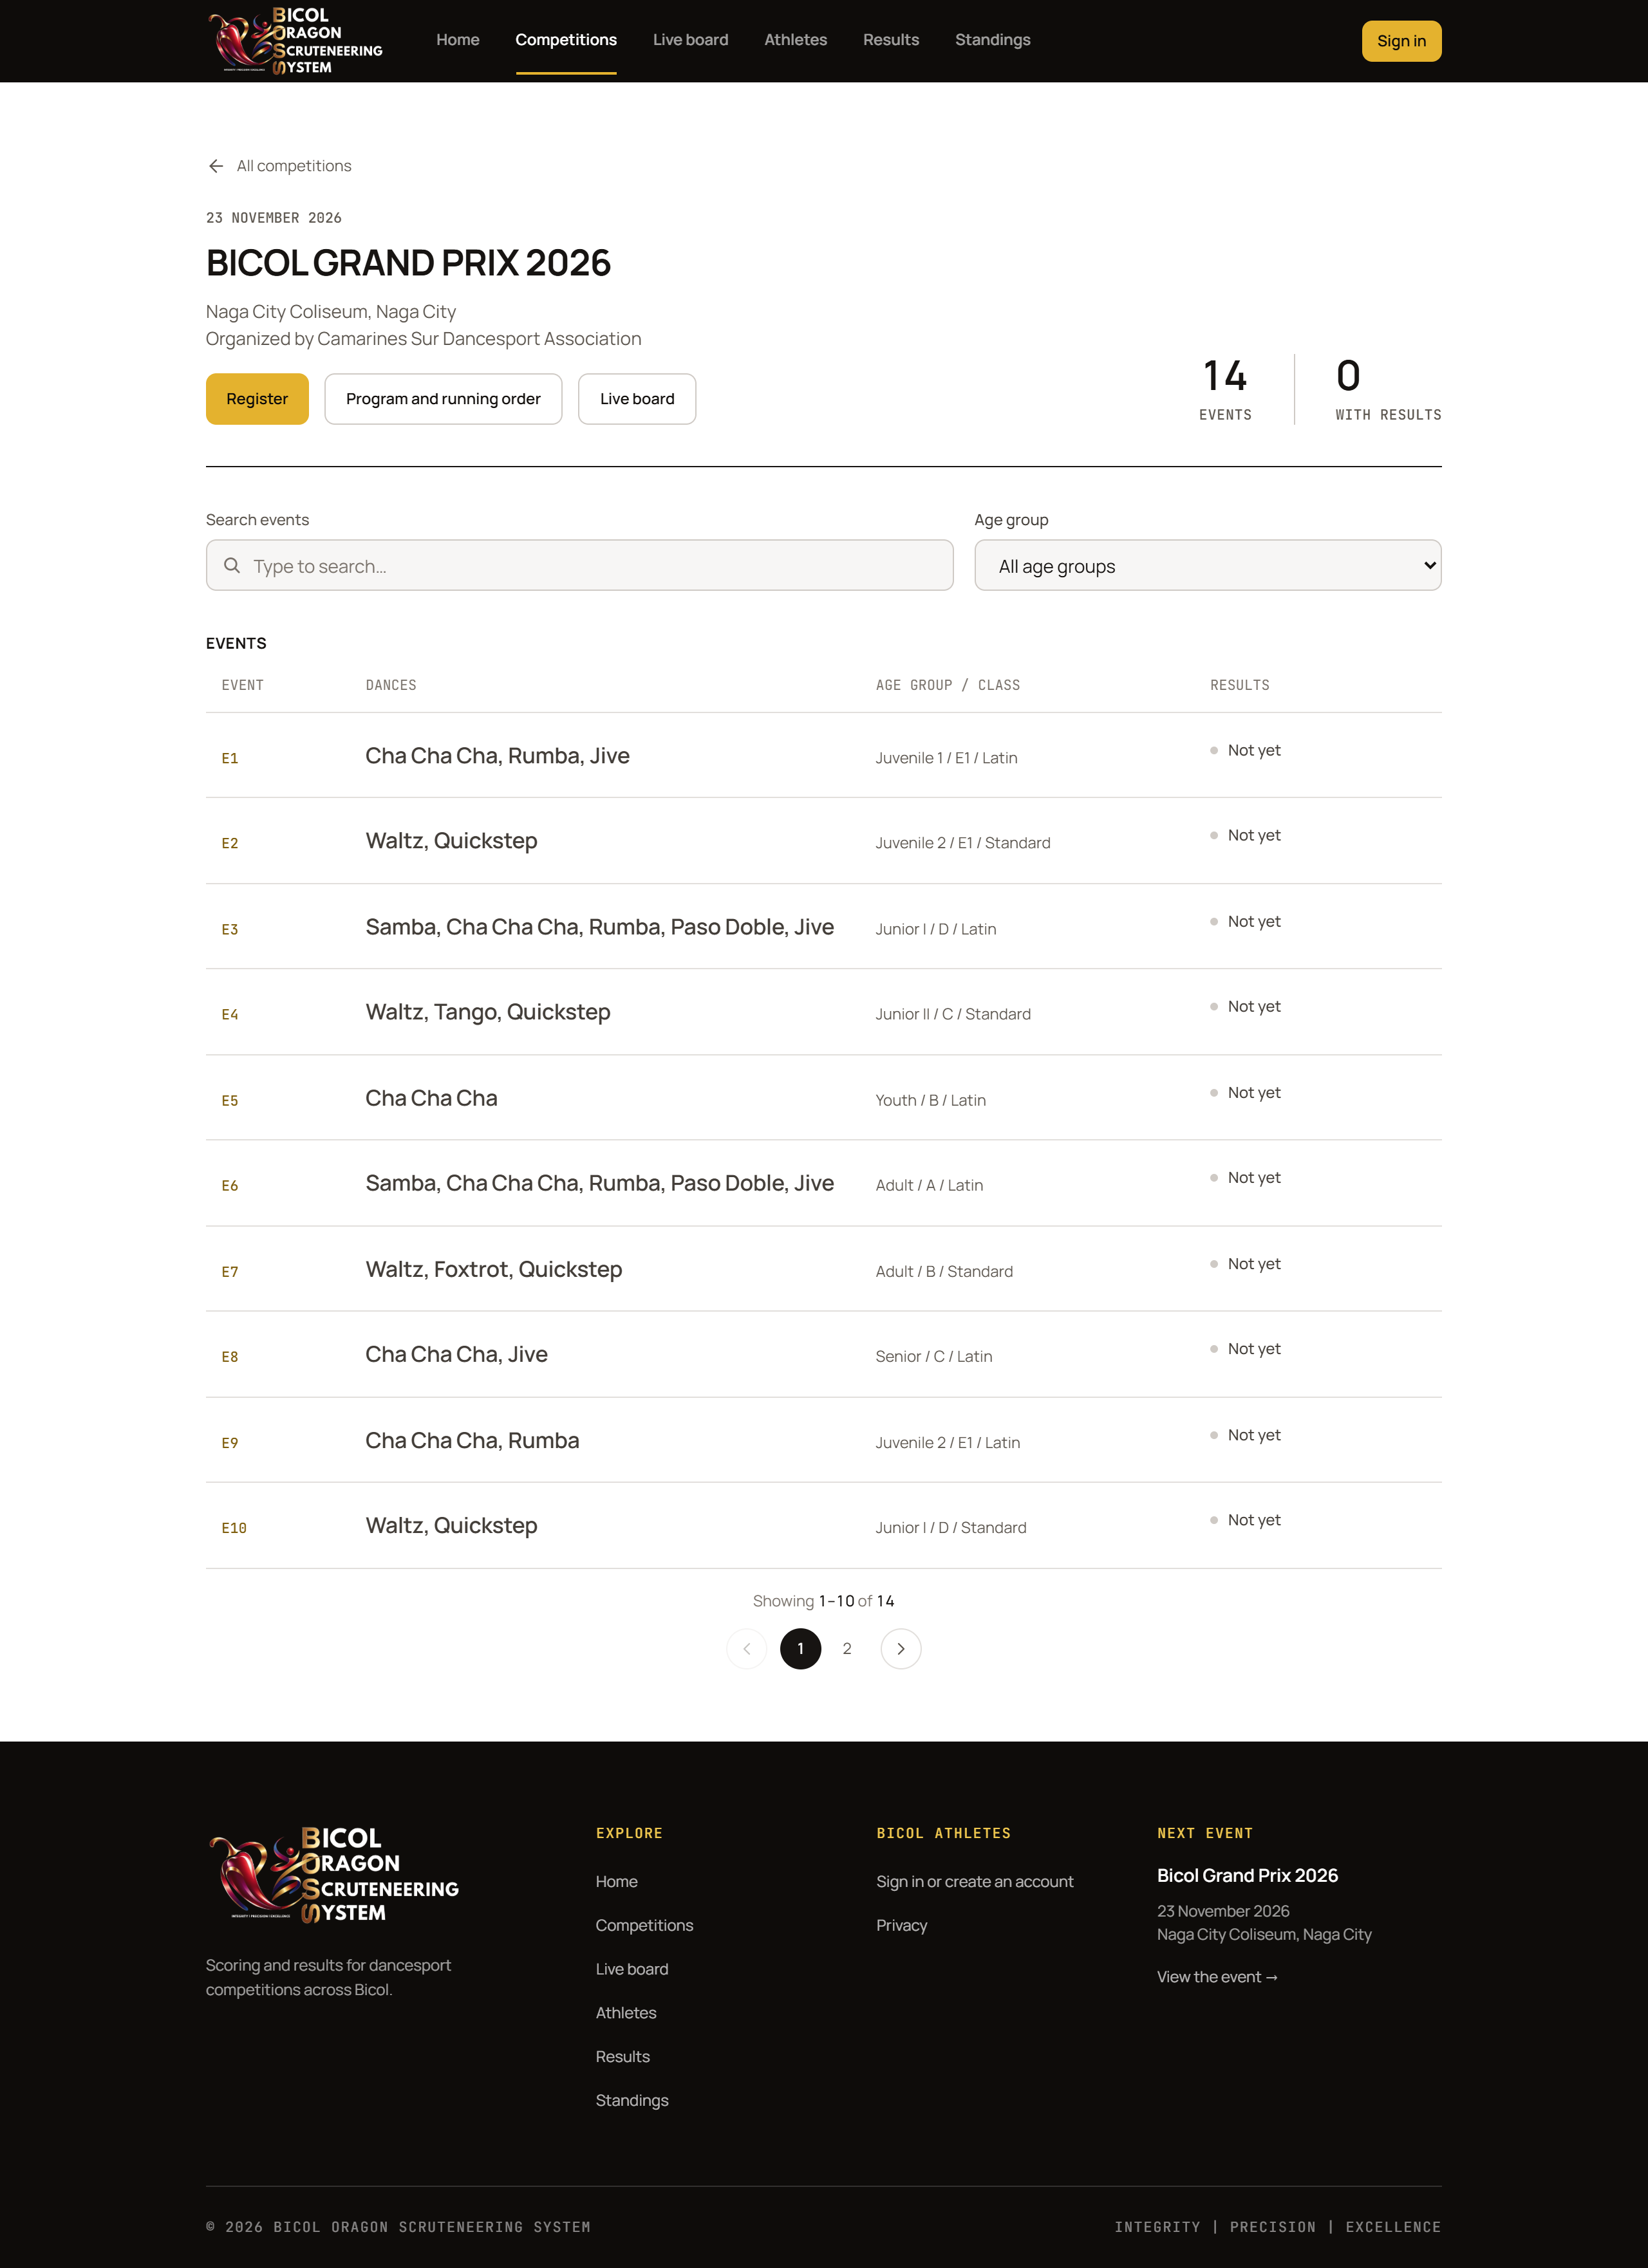 BICOL
ORAGON
SCRUTENEERING
SYSTEM
Home Competitions Live board Athletes Results Standings Sign in
All competitions
23 NOVEMBER 2026
BICOL GRAND PRIX 2026
Naga City Coliseum, Naga City
Organized by Camarines Sur Dancesport Association
Register Program and running order Live board
14 0
EVENTS WITH RESULTS
Search events Age group
Type to search... All age groups
EVENTS
EVENT DANCES AGE GROUP / CLASS RESULTS
E1 Cha Cha Cha, Rumba, Jive Juvenile 1 / E1 / Latin Not yet
E2 Waltz, Quickstep Juvenile 2 / E1 / Standard Not yet
E3 Samba, Cha Cha Cha, Rumba, Paso Doble, Jive Junior I / D / Latin Not yet
E4 Waltz, Tango, Quickstep Junior II / C / Standard Not yet
E5 Cha Cha Cha Youth / B / Latin Not yet
E6 Samba, Cha Cha Cha, Rumba, Paso Doble, Jive Adult / A / Latin Not yet
E7 Waltz, Foxtrot, Quickstep Adult / B / Standard Not yet
E8 Cha Cha Cha, Jive Senior / C / Latin Not yet
E9 Cha Cha Cha, Rumba Juvenile 2 / E1 / Latin Not yet
E10 Waltz, Quickstep Junior I / D / Standard Not yet
Showing 1–10 of 14
1 2
BICOL
ORAGON
SCRUTENEERING
SYSTEM
INTEGRITY | PRECISION | EXCELLENCE
Scoring and results for dancesport
competitions across Bicol.
EXPLORE
Home
Competitions
Live board
Athletes
Results
Standings
BICOL ATHLETES
Sign in or create an account
Privacy
NEXT EVENT
Bicol Grand Prix 2026
23 November 2026
Naga City Coliseum, Naga City
View the event →
© 2026 BICOL ORAGON SCRUTENEERING SYSTEM
INTEGRITY | PRECISION | EXCELLENCE